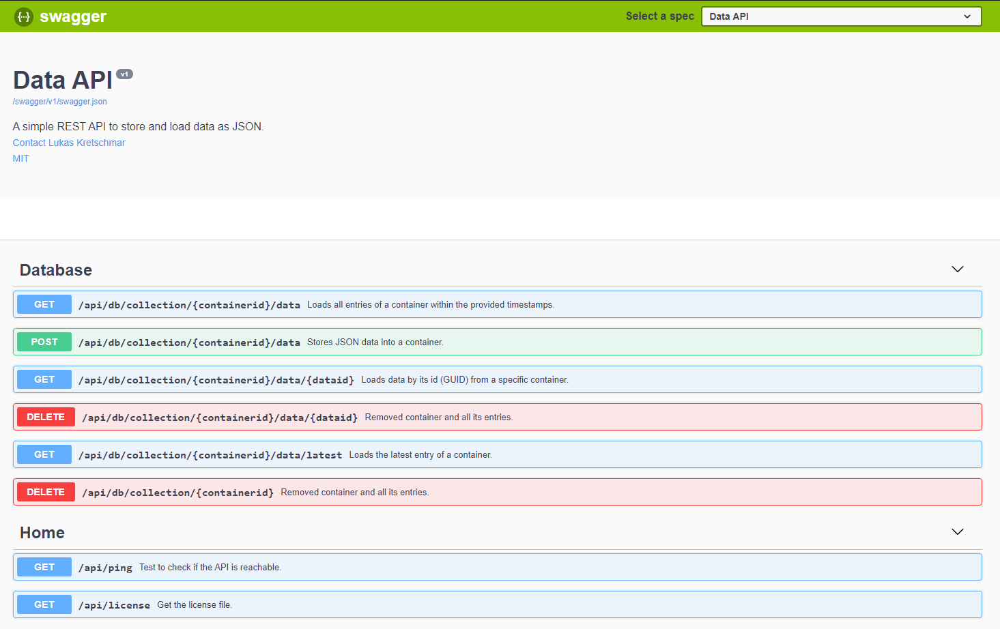 {···} swagger Select a spec Data API
Data API v1
/swagger/v1/swagger.json
A simple REST API to store and load data as JSON.
Contact Lukas Kretschmar
MIT
Database
GET /api/db/collection/{containerid}/data Loads all entries of a container within the provided timestamps.
POST /api/db/collection/{containerid}/data Stores JSON data into a container.
GET /api/db/collection/{containerid}/data/{dataid} Loads data by its id (GUID) from a specific container.
DELETE /api/db/collection/{containerid}/data/{dataid} Removed container and all its entries.
GET /api/db/collection/{containerid}/data/latest Loads the latest entry of a container.
DELETE /api/db/collection/{containerid} Removed container and all its entries.
Home
GET /api/ping Test to check if the API is reachable.
GET /api/license Get the license file.